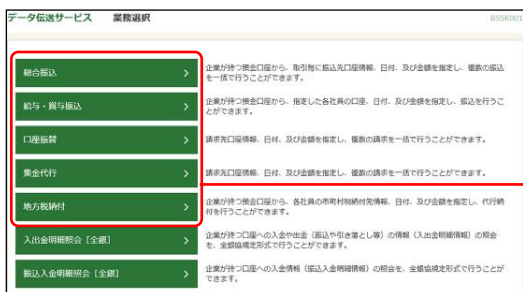 データ伝送サービス 業務選択
BSSK001
総合振込
企業が持つ預金口座から、取引毎に振込先口座情報、日付、及び金額を指定し、複数の振込
を一括で行うことができます。
給与・賞与振込
企業が持つ預金口座から、指定した各社員の口座、日付、及び金額を指定し、振込を行うこ
とができます。
口座振替
請求先口座情報、日付、及び金額を指定し、複数の請求を一括で行うことができます。
集金代行
請求先口座情報、日付、及び金額を指定し、複数の請求を一括で行うことができます。
地方税納付
企業が持つ預金口座から、各社員の市町村税納付先情報、日付、及び金額を指定し、代行納
付を行うことができます。
入出金明細照会［全銀］
企業が持つ口座への入金や出金（振込や引き落とし等）の情報（入出金明細情報）の照会
を、全銀協規定形式で行うことができます。
振込入金明細照会［全銀］
企業が持つ口座への入金情報（振込入金明細情報）の照会を、全銀協規定形式で行うことが
できます。